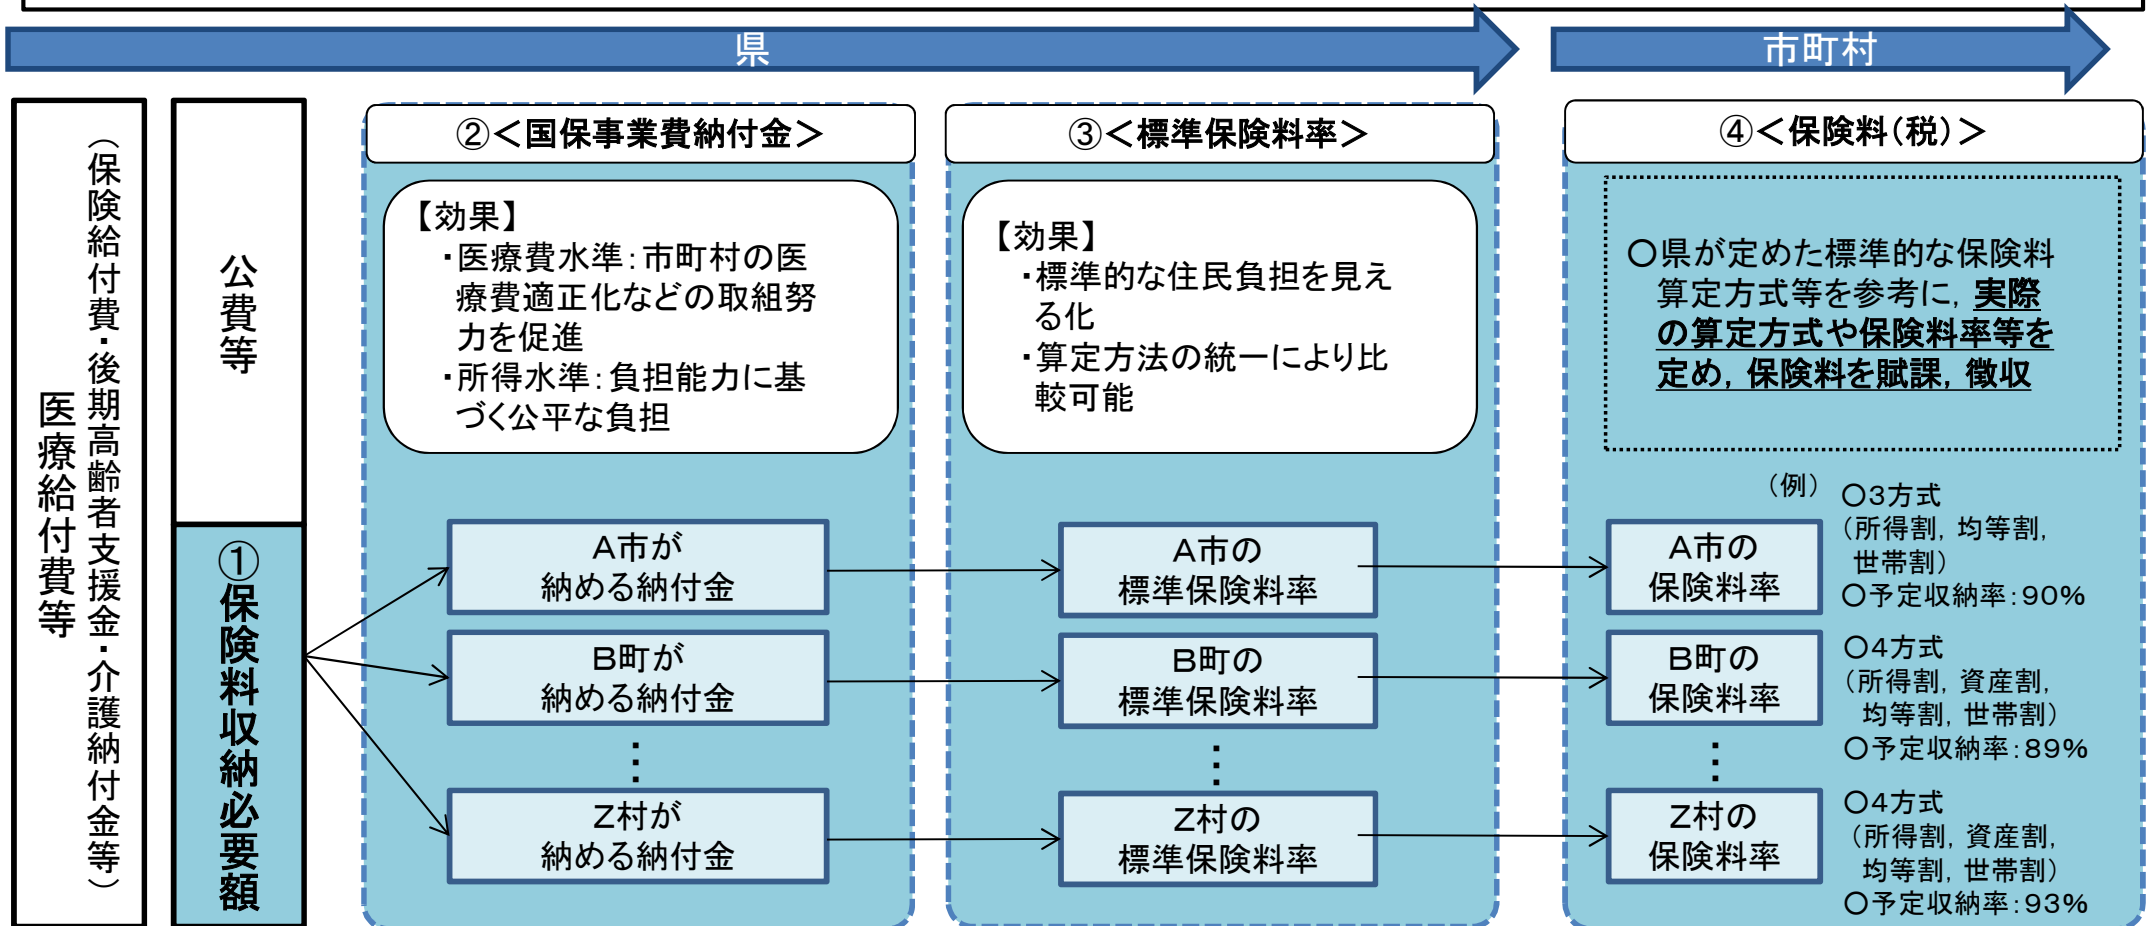 県
市町村
医療給付費等
（保険給付費・後期高齢者支援金・介護納付金等）
公費等
①保険料収納必要額
②＜国保事業費納付金＞
【効果】
・医療費水準：市町村の医
療費適正化などの取組努
力を促進
・所得水準：負担能力に基
づく公平な負担
A市が
納める納付金
B町が
納める納付金
⋮
Z村が
納める納付金
③＜標準保険料率＞
【効果】
・標準的な住民負担を見え
る化
・算定方法の統一により比
較可能
A市の
標準保険料率
B町の
標準保険料率
⋮
Z村の
標準保険料率
④＜保険料（税）＞
〇県が定めた標準的な保険料
算定方式等を参考に，実際
の算定方式や保険料率等を
定め，保険料を賦課，徴収
（例）
A市の
保険料率
〇3方式
（所得割，均等割，
世帯割）
〇予定収納率：90％
B町の
保険料率
〇4方式
（所得割，資産割，
均等割，世帯割）
〇予定収納率：89％
⋮
Z村の
保険料率
〇4方式
（所得割，資産割，
均等割，世帯割）
〇予定収納率：93％